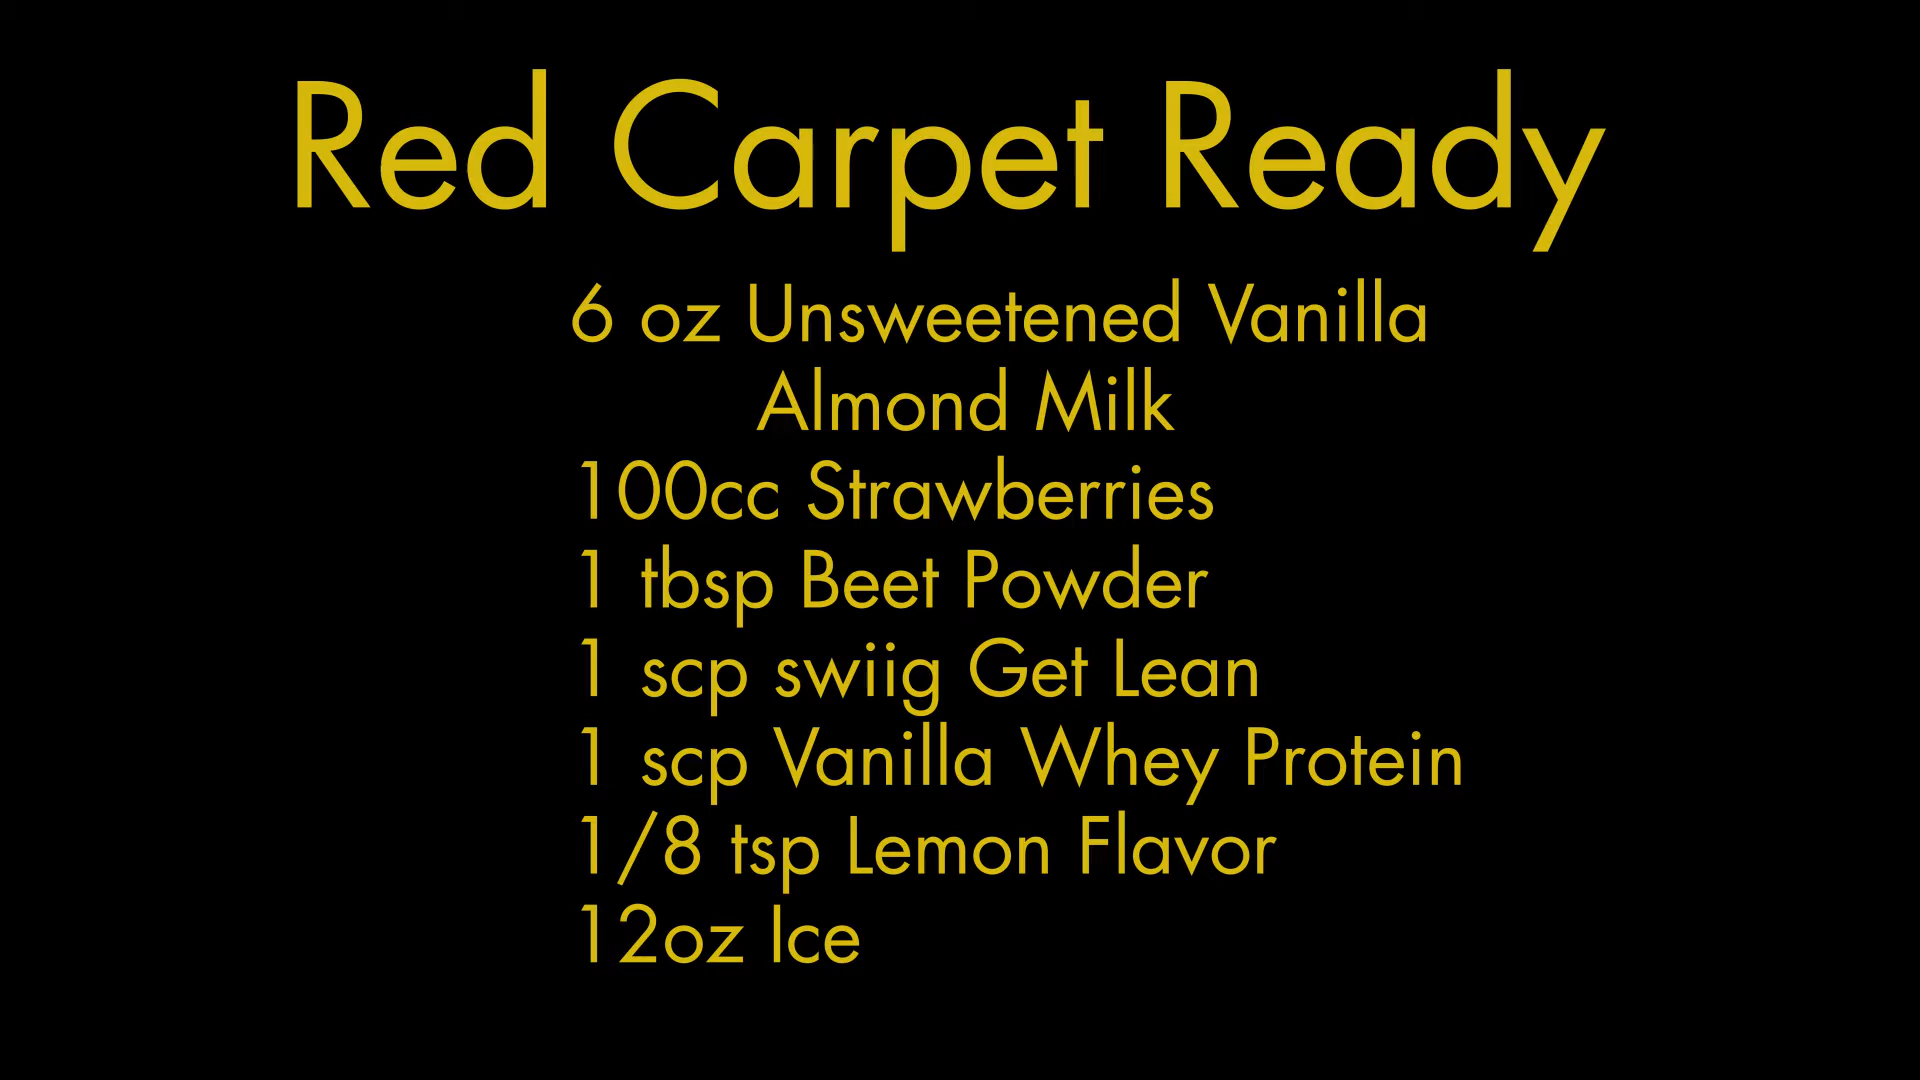 Red Carpet Ready
6 oz Unsweetened Vanilla
Almond Milk
100cc Strawberries
1 tbsp Beet Powder
1 scp swiig Get Lean
1 scp Vanilla Whey Protein
1/8 tsp Lemon Flavor
12oz Ice